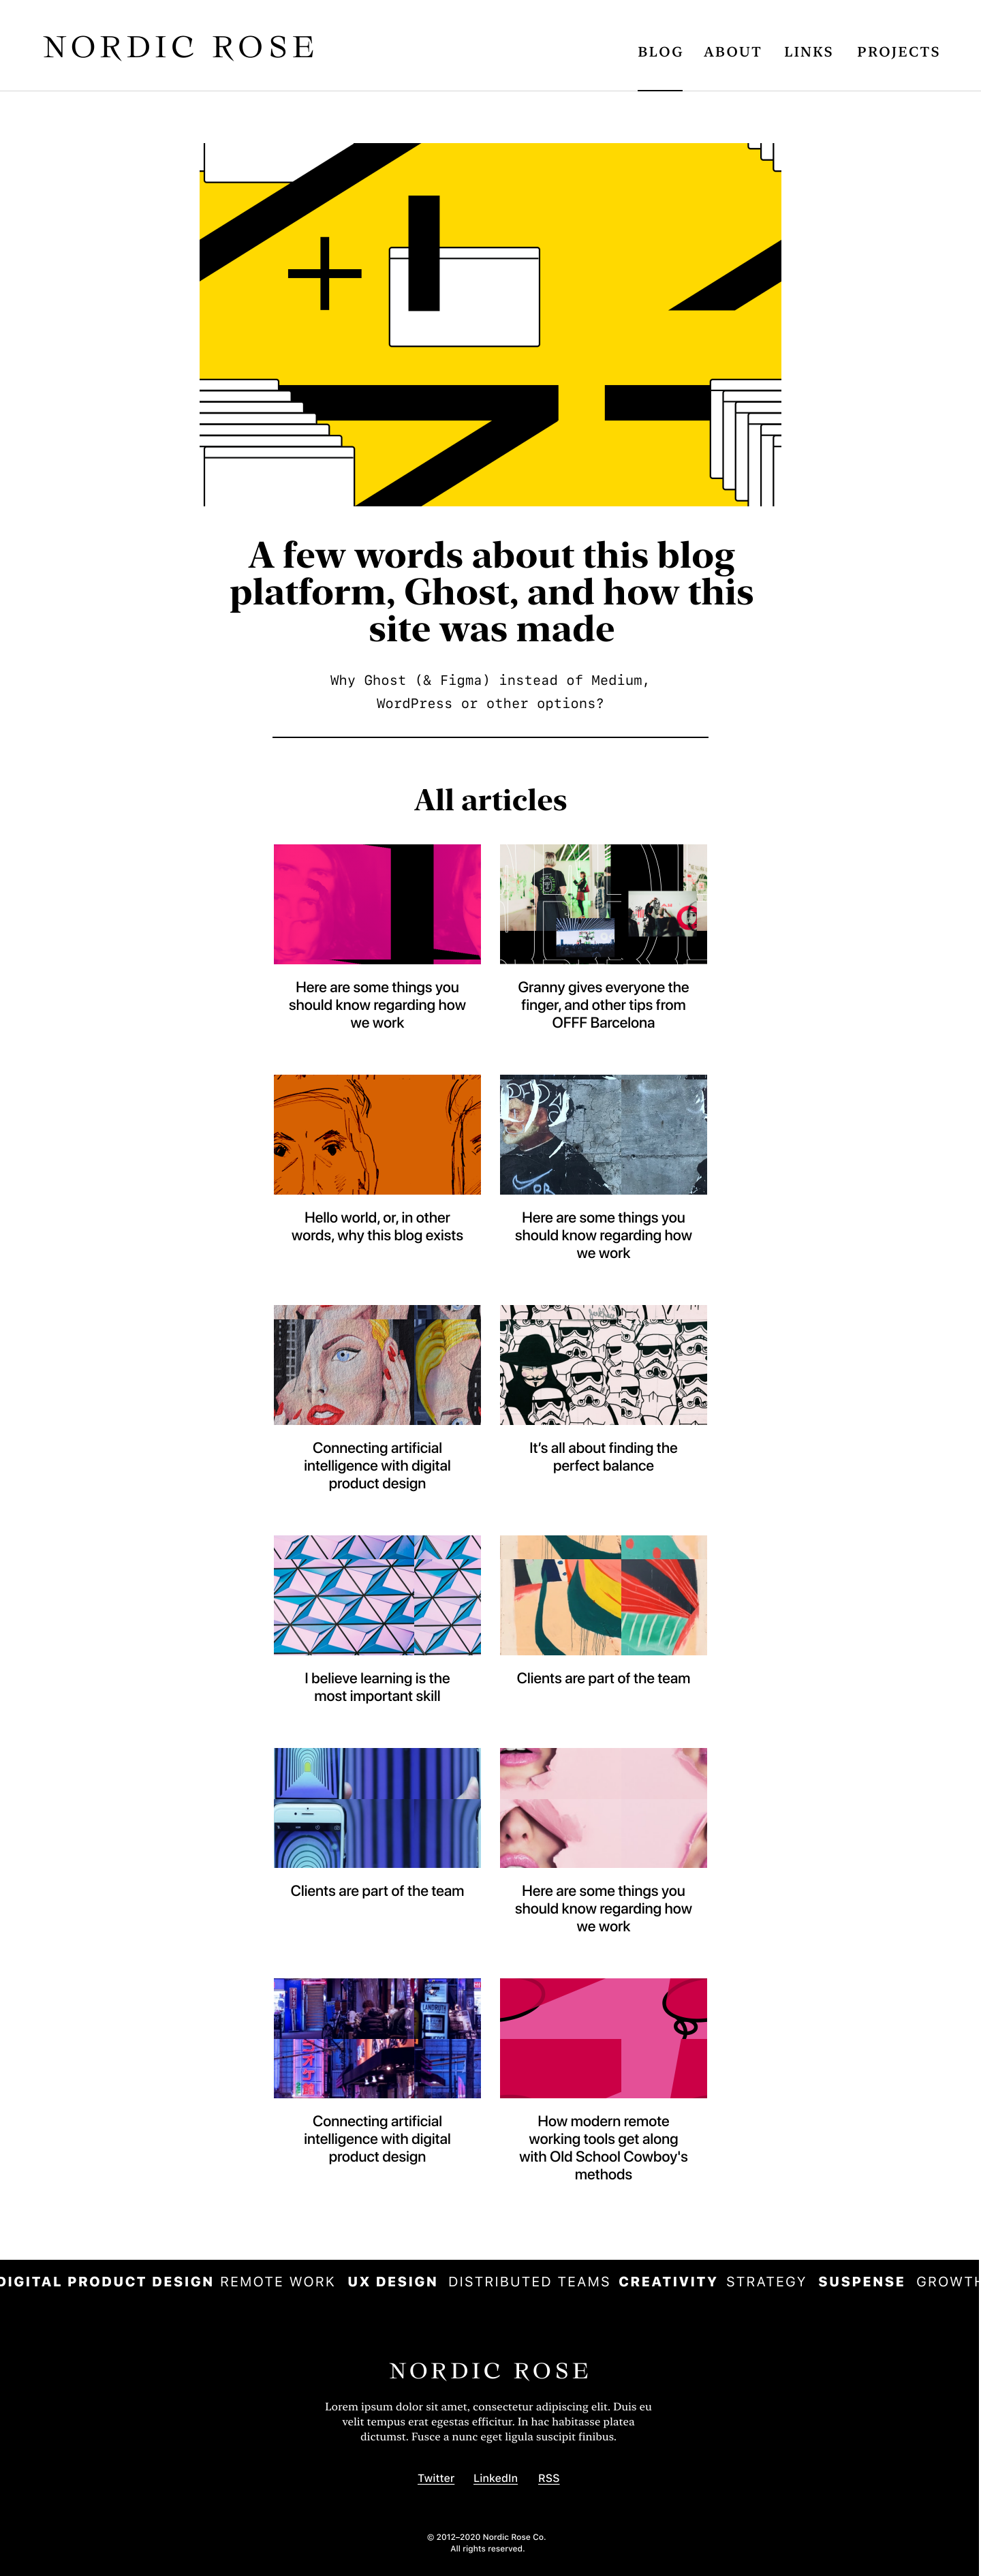 NORDIC ROSE
BLOG ABOUT LINKS PROJECTS
A few words about this blog
platform, Ghost, and how this
site was made
Why Ghost (& Figma) instead of Medium,
WordPress or other options?
All articles
Here are some things you
should know regarding how
we work
Granny gives everyone the
finger, and other tips from
OFFF Barcelona
Hello world, or, in other
words, why this blog exists
Here are some things you
should know regarding how
we work
Connecting artificial
intelligence with digital
product design
It’s all about finding the
perfect balance
I believe learning is the
most important skill
Clients are part of the team
Clients are part of the team
Here are some things you
should know regarding how
we work
LANDRUTH
Connecting artificial
intelligence with digital
product design
How modern remote
working tools get along
with Old School Cowboy's
methods
DIGITAL PRODUCT DESIGN REMOTE WORK UX DESIGN DISTRIBUTED TEAMS CREATIVITY STRATEGY SUSPENSE GROWTH
NORDIC ROSE
Lorem ipsum dolor sit amet, consectetur adipiscing elit. Duis eu
velit tempus erat egestas efficitur. In hac habitasse platea
dictumst. Fusce a nunc eget ligula suscipit finibus.
Twitter LinkedIn RSS
© 2012–2020 Nordic Rose Co.
All rights reserved.